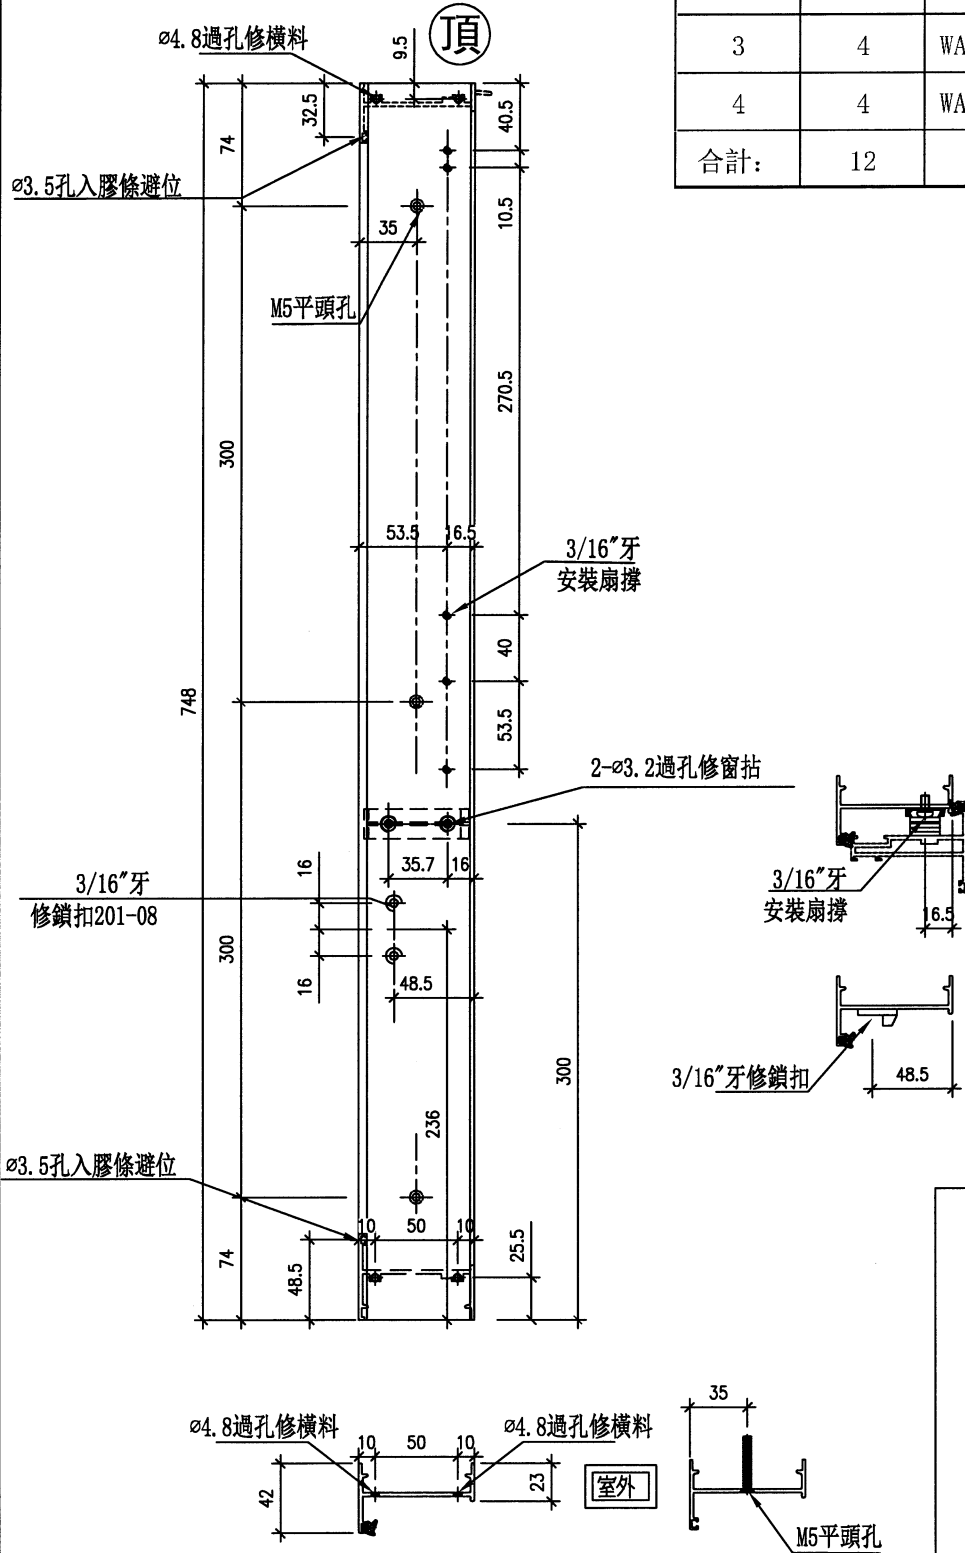 頂
ø4.8過孔修橫料
9.5
3
4
WA
4
4
WA
合計:
12
32.5
74
40.5
ø3.5孔入膠條避位
10.5
35
M5平頭孔
270.5
300
53.5
16.5
3/16″牙
安裝扇撐
40
748
53.5
2-ø3.2過孔修窗拈
16
35.7
16
3/16″牙
修鎖扣201-08
3/16″牙
安裝扇撐
16.5
300
16
48.5
300
3/16″牙修鎖扣
48.5
236
ø3.5孔入膠條避位
10
50
10
74
48.5
25.5
35
ø4.8過孔修橫料
ø4.8過孔修橫料
10
50
10
42
23
室外
M5平頭孔